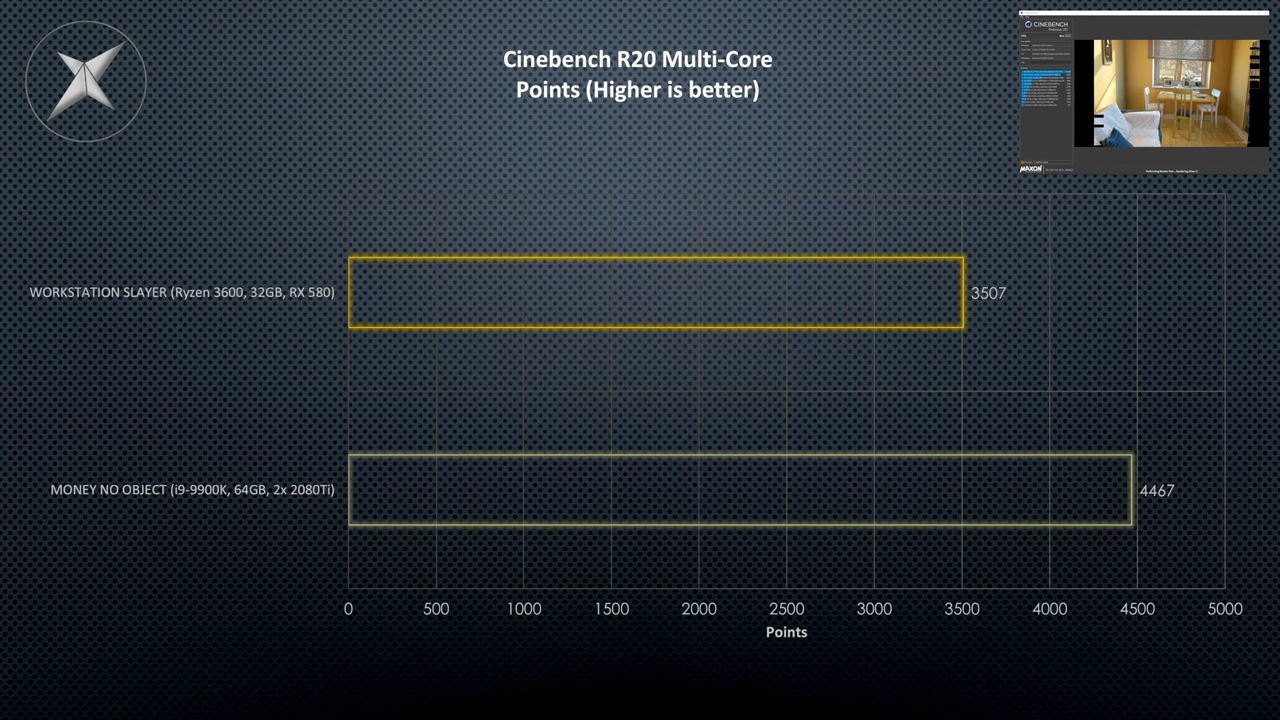 Cinebench R20 Multi-Core
Points (Higher is better)
CINEBENCH
MAXON
WORKSTATION SLAYER (Ryzen 3600, 32GB, RX 580)
3507
MONEY NO OBJECT (i9-9900K, 64GB, 2x 2080Ti)
4467
0 500 1000 1500 2000 2500 3000 3500 4000 4500 5000
Points